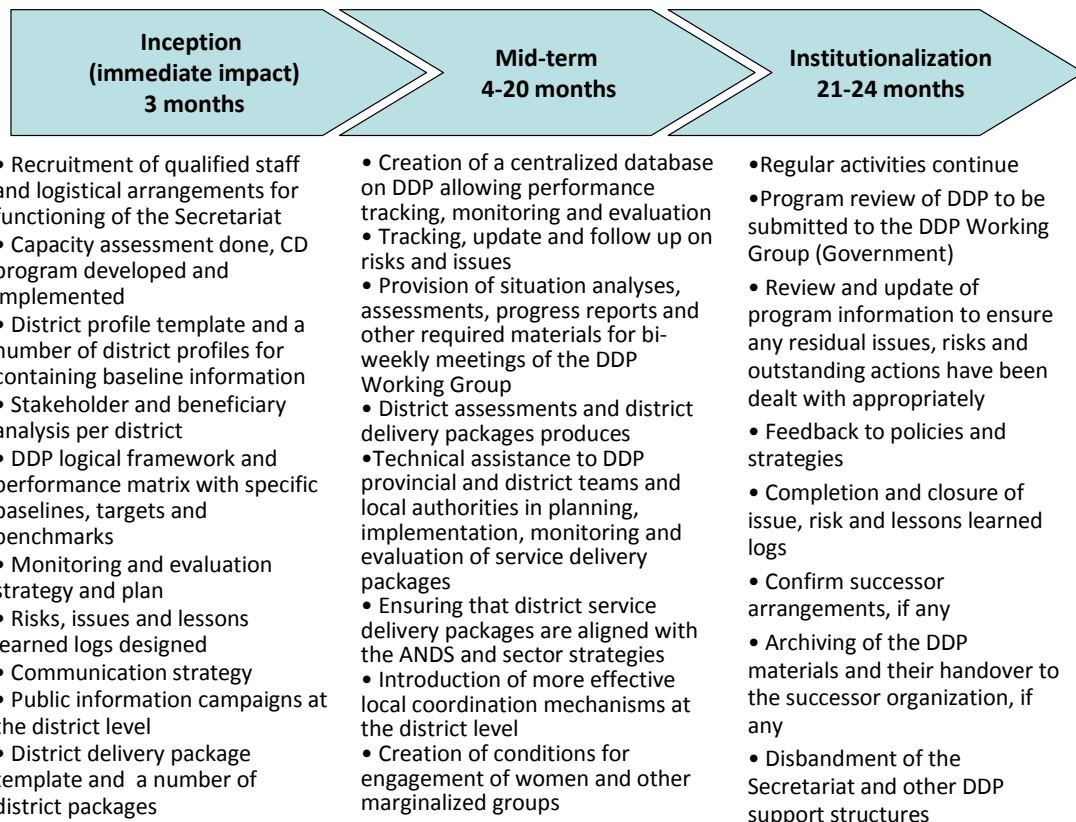 Inception
(immediate impact)
3 months
Mid-term
4-20 months
Institutionalization
21-24 months
• Recruitment of qualified staff
and logistical arrangements for
functioning of the Secretariat
• Capacity assessment done, CD
program developed and
implemented
• District profile template and a
number of district profiles for
containing baseline information
• Stakeholder and beneficiary
analysis per district
• DDP logical framework and
performance matrix with specific
baselines, targets and
benchmarks
• Monitoring and evaluation
strategy and plan
• Risks, issues and lessons
learned logs designed
• Communication strategy
• Public information campaigns at
the district level
• District delivery package
template and  a number of
district packages
• Creation of a centralized database
on DDP allowing performance
tracking, monitoring and evaluation
• Tracking, update and follow up on
risks and issues
• Provision of situation analyses,
assessments, progress reports and
other required materials for bi-
weekly meetings of the DDP
Working Group
• District assessments and district
delivery packages produces
•Technical assistance to DDP
provincial and district teams and
local authorities in planning,
implementation, monitoring and
evaluation of service delivery
packages
• Ensuring that district service
delivery packages are aligned with
the ANDS and sector strategies
• Introduction of more effective
local coordination mechanisms at
the district level
• Creation of conditions for
engagement of women and other
marginalized groups
•Regular activities continue
•Program review of DDP to be
submitted to the DDP Working
Group (Government)
• Review and update of
program information to ensure
any residual issues, risks and
outstanding actions have been
dealt with appropriately
• Feedback to policies and
strategies
• Completion and closure of
issue, risk and lessons learned
logs
• Confirm successor
arrangements, if any
• Archiving of the DDP
materials and their handover to
the successor organization, if
any
• Disbandment of the
Secretariat and other DDP
support structures